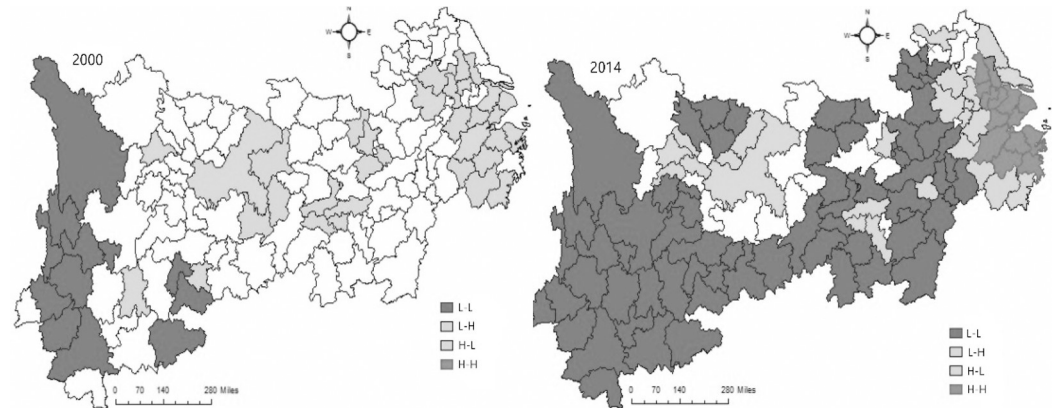 N
W E
S
2000
L-L
L-H
H-L
H-H
0 70 140 280 Miles
N
W E
S
2014
L-L
L-H
H-L
H-H
0 70 140 280 Miles